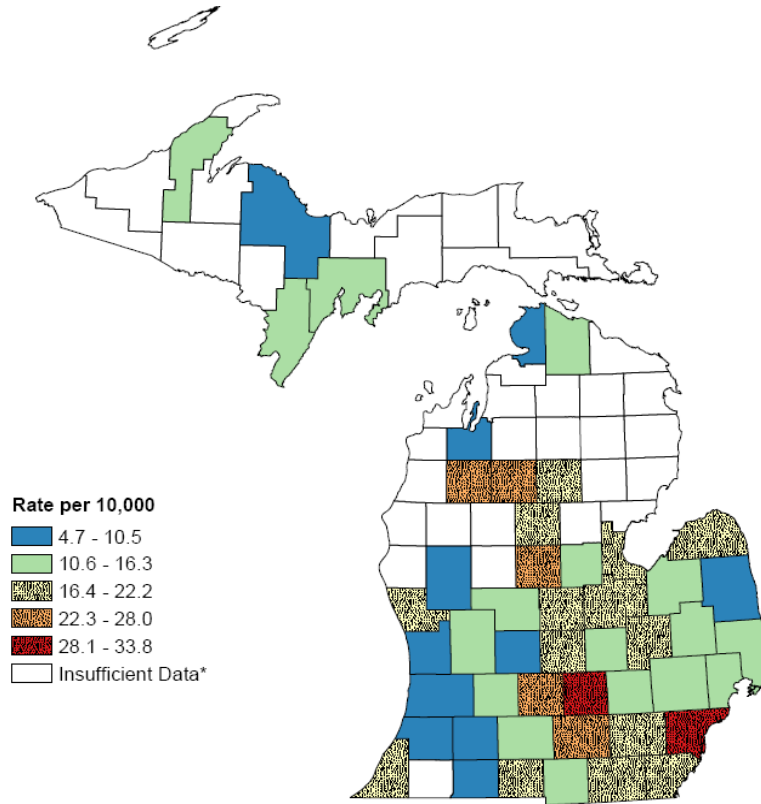 Rate per 10,000
4.7 - 10.5
10.6 - 16.3
16.4 - 22.2
22.3 - 28.0
28.1 - 33.8
Insufficient Data*